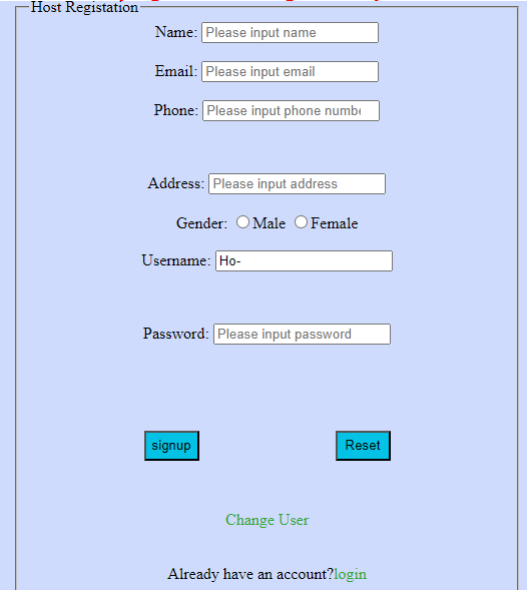 Host Registation
Name: Please input name
Email: Please input email
Phone: Please input phone numbe
Address: Please input address
Gender: Male Female
Username: Ho-
Password: Please input password
signup Reset
Change User
Already have an account?login